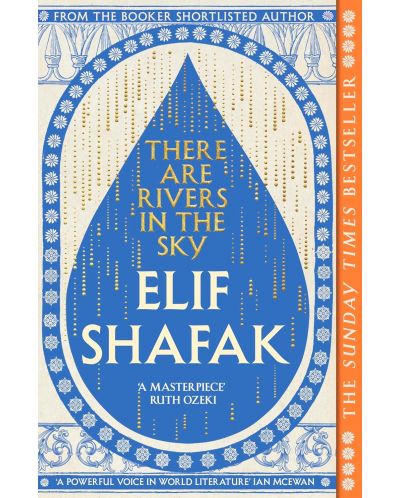 FROM THE BOOKER SHORTLISTED AUTHOR
THERE
ARE
RIVERS
IN THE
SKY
ELIF
SHAFAK
'A MASTERPIECE'
RUTH OZEKI
'A POWERFUL VOICE IN WORLD LITERATURE' IAN MCEWAN
THE SUNDAY TIMES BESTSELLER